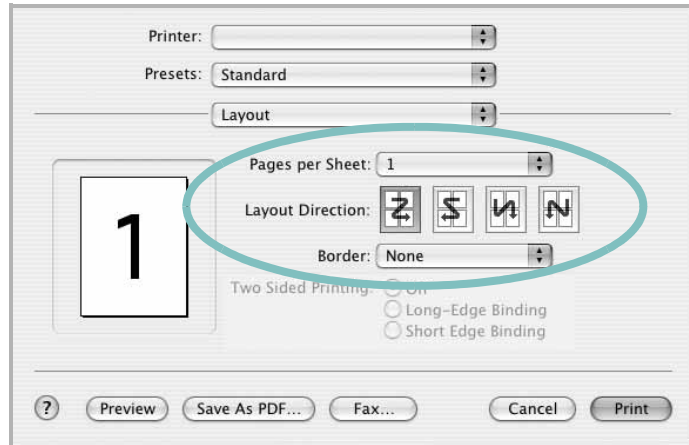 Printer:
Presets: Standard
Layout
Pages per Sheet: 1
1
Layout Direction:
Border: None
Two Sided Printing: Off
Long-Edge Binding
Short Edge Binding
? Preview Save As PDF... Fax... Cancel Print